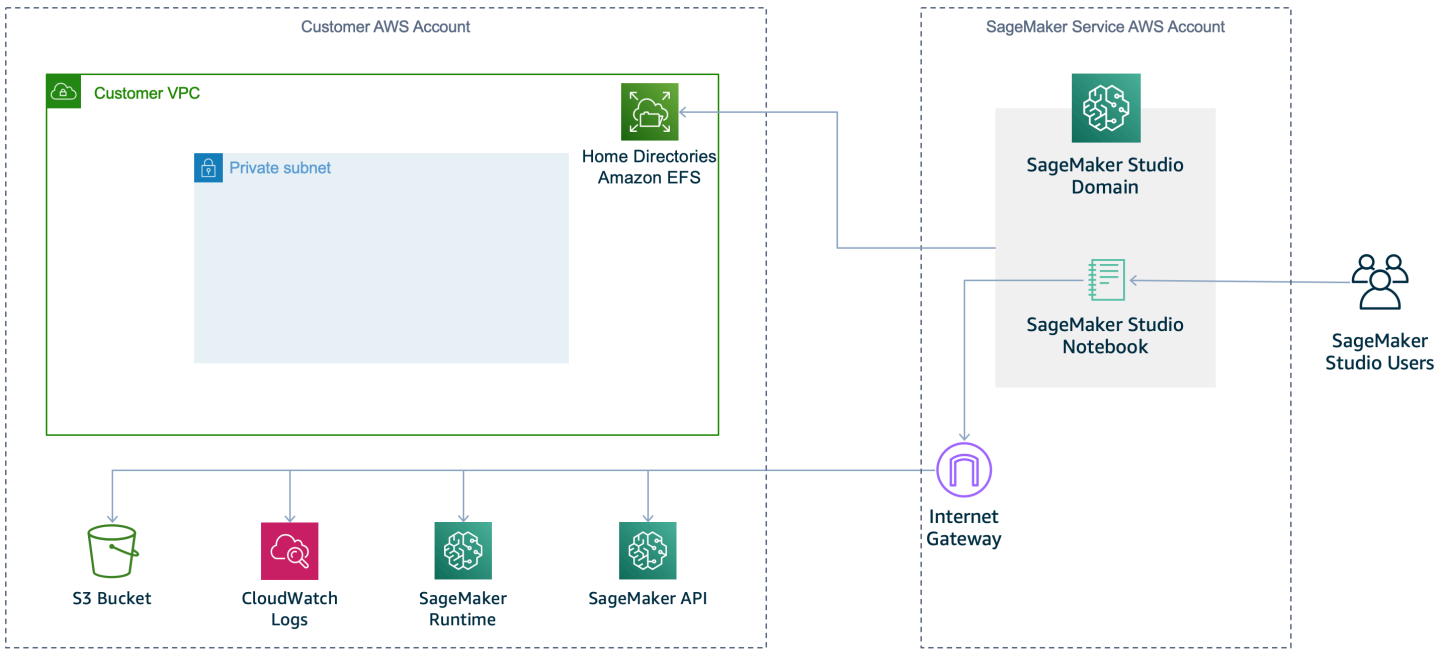 Customer AWS Account
SageMaker Service AWS Account
Customer VPC
Home Directories
Amazon EFS
Private subnet
SageMaker Studio
Domain
SageMaker Studio
Notebook
SageMaker
Studio Users
Internet
Gateway
S3 Bucket
CloudWatch
Logs
SageMaker
Runtime
SageMaker API